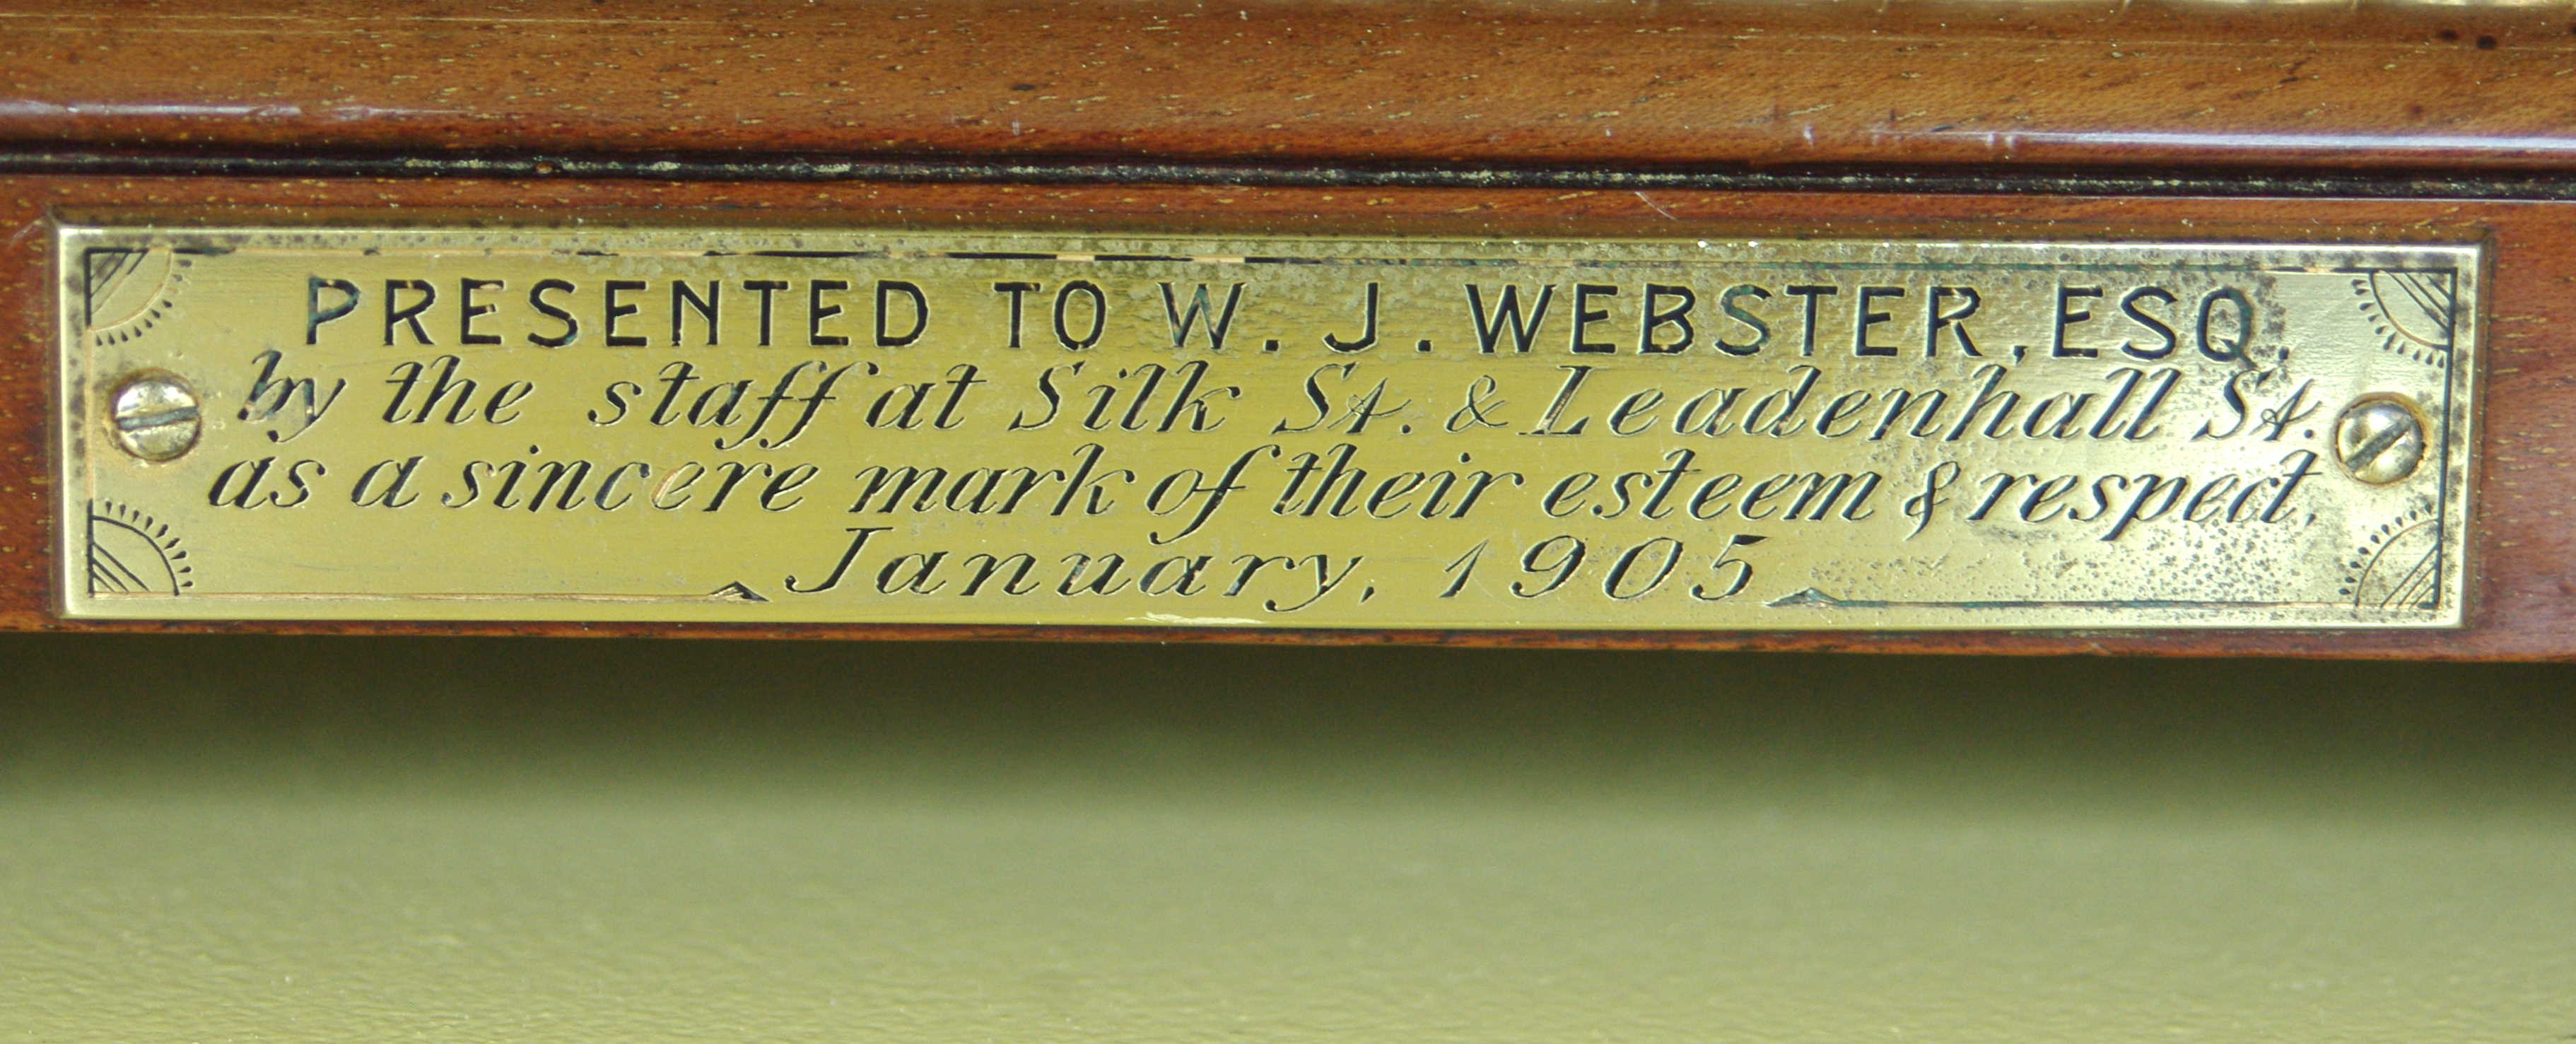 PRESENTED TO W. J. WEBSTER, ESQ.
by the staff at Silk St. & Leadenhall St.
as a sincere mark of their esteem & respect,
January, 1905